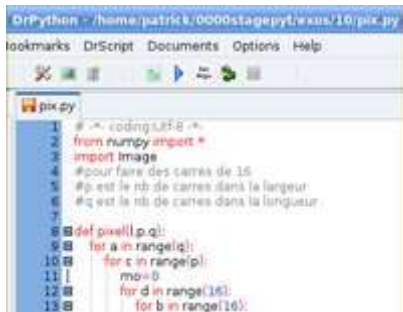 DrPython - /home/patrick/0000stagepyt/exos/10/pix.py
Bookmarks DrScript Documents Options Help
pix.py
1 # -*- coding:Utf-8 -*-
2 from numpy import *
3 import Image
4 #pour faire des carrés de 16
5 #p est le nb de carres dans la largeur
6 #q est le nb de carres dans la longueur
7
8 def pixell(l,p,q):
9 for a in range(q):
10 for c in range(p):
11 mo=0
12 for d in range(16):
13 for b in range(16):